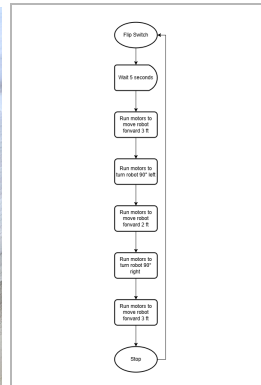 Flip Switch
Wait 5 seconds
Run motors to
move robot
forward 3 ft
Run motors to
turn robot 90° left
Run motors to
move robot
forward 2 ft
Run motors to
turn robot 90°
right
Run motors to
move robot
forward 3 ft
Stop